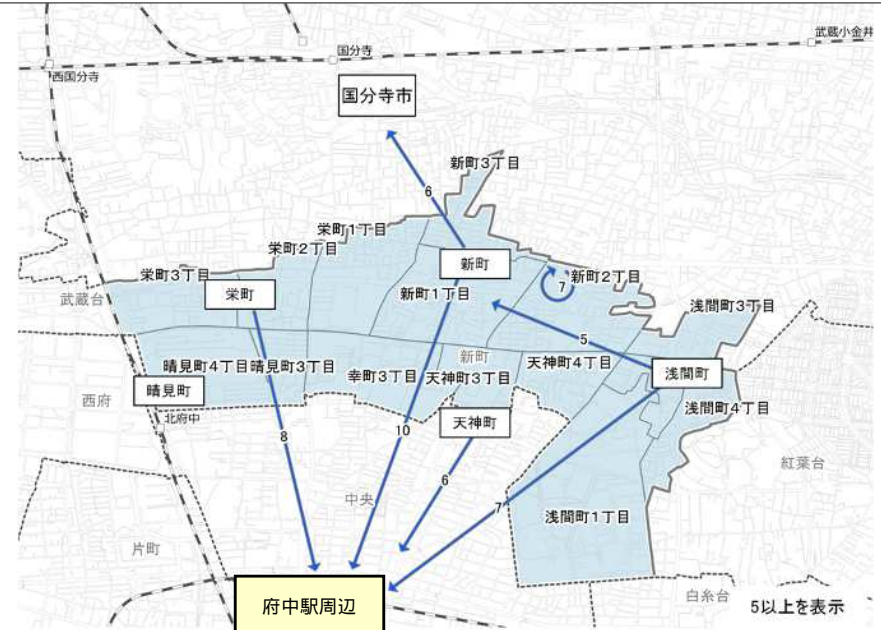 武蔵小金井
国分寺
西国分寺
国分寺市
新町3丁目
6
栄町1丁目
栄町2丁目
新町
栄町3丁目
新町2丁目
7
武蔵台
栄町
新町1丁目
浅間町3丁目
5
新町
晴見町4丁目
晴見町3丁目
幸町3丁目
天神町3丁目
天神町4丁目
浅間町
晴見町
西府
浅間町4丁目
北府中
天神町
8
10
6
紅葉台
中央
7
浅間町1丁目
片町
白糸台
府中駅周辺
5以上を表示